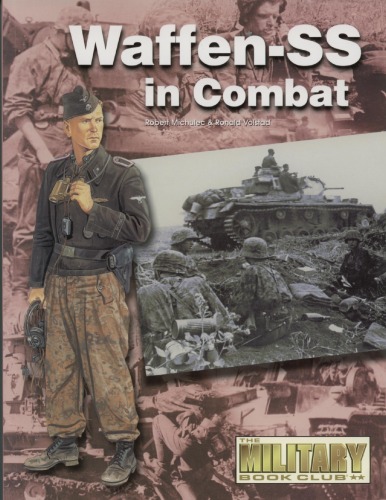 Waffen-SS
in Combat
Robert Michulec & Ronald Volstad
THE
MILITARY
BOOK CLUB★★